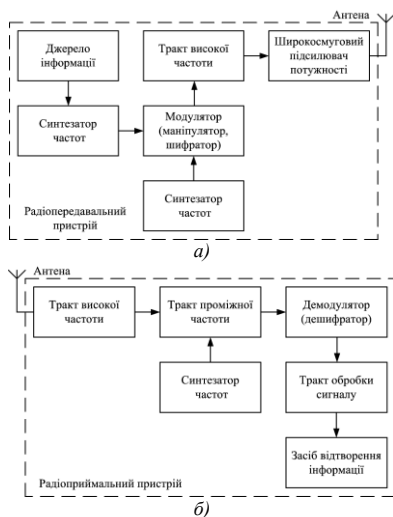 Антена
Джерело
інформації
Тракт високої
частоти
Широкосмуговий
підсилювач
потужності
Синтезатор
частот
Модулятор
(маніпулятор,
шифратор)
Синтезатор
частот
Радіопередавальний
пристрій
а)
Антена
Тракт високої
частоти
Тракт проміжної
частоти
Демодулятор
(дешифратор)
Синтезатор
частот
Тракт обробки
сигналу
Засіб відтворення
інформації
Радіоприймальний пристрій
б)